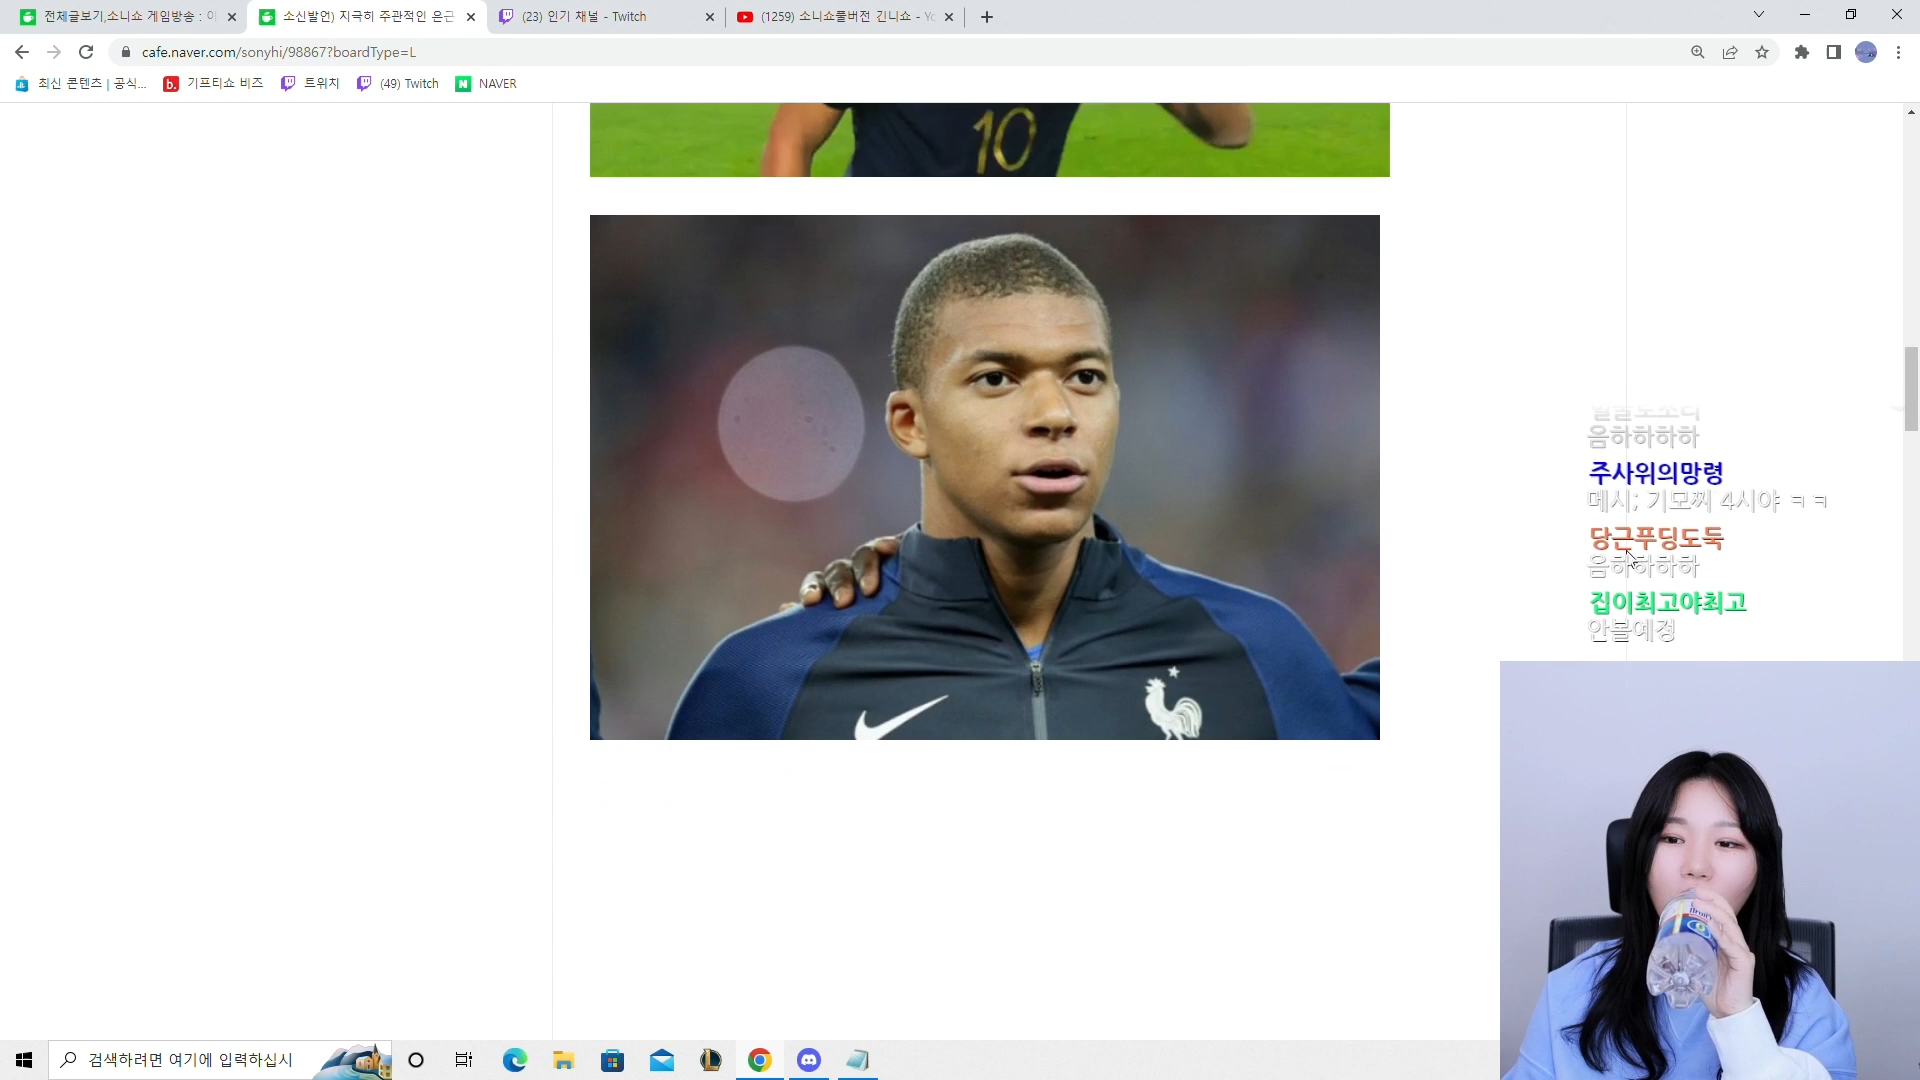 전체글보기,소니쇼 게임방송 : 이
소신발언) 지극히 주관적인 은근
(23) 인기 채널 - Twitch
(1259) 소니쇼풀버전 긴니쇼 - Yo
cafe.naver.com/sonyhi/98867?boardType=L
최신 콘텐츠 | 공식...
b.
기프티쇼 비즈
트위치
(49) Twitch
N
NAVER
10
음하하하하
주사위의망령
메시; 기모찌 4시야 ㅋㅋ
당근푸딩도둑
음하하하하
집이최고야최고
안볼예정
검색하려면 여기에 입력하십시